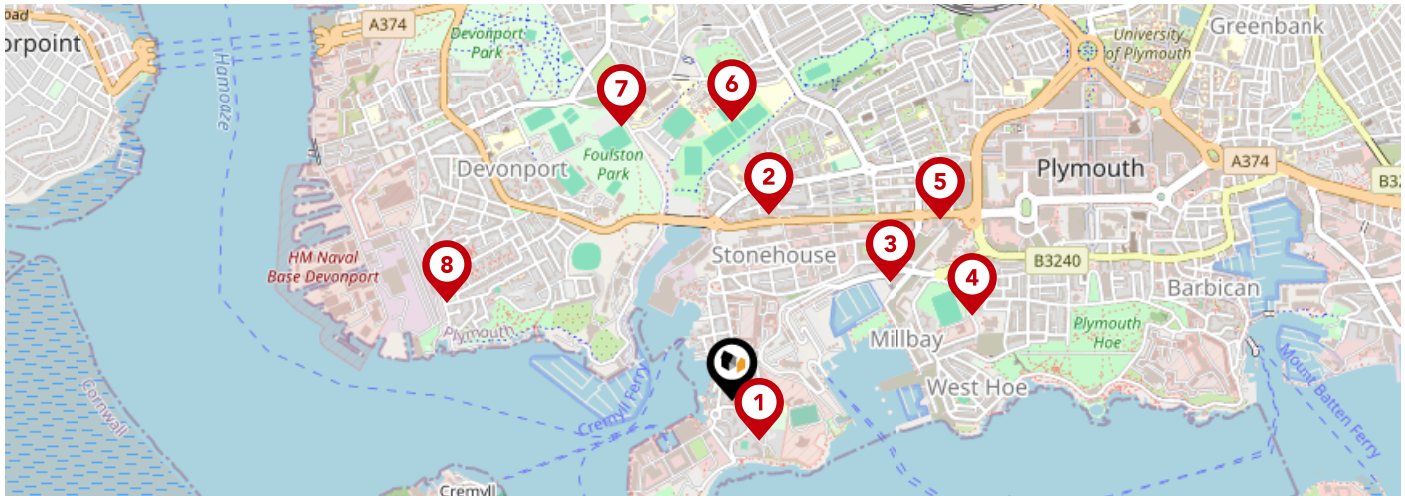 oad
A374
Greenbank
orpoint
Devonport
Park
University
of Plymouth
Hamoaze
7
6
Foulston
Park
Devonport
Plymouth
A374
B32
2
5
Stonehouse
3
HM Naval
Base Devonport
8
4
B3240
Barbican
Plymouth
Plymouth
Hoe
Millbay
West Hoe
Mount Batten Ferry
Cornwall
Cremyll Ferry
1
Cremyll